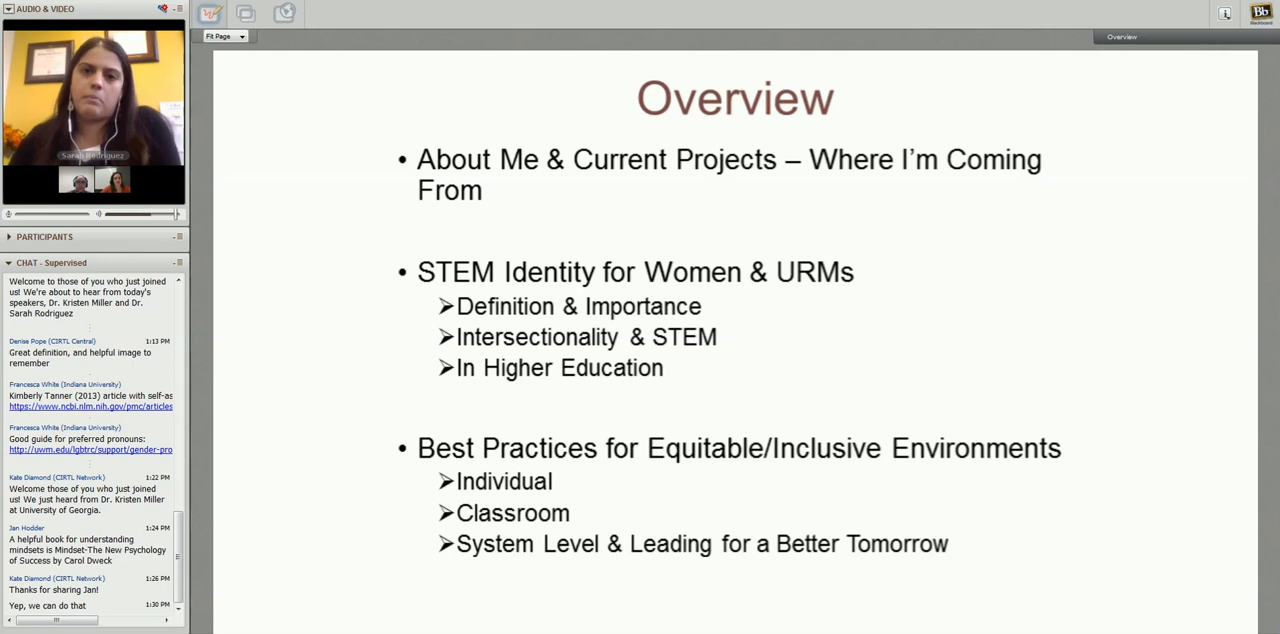 AUDIO & VIDEO
Sarah Rodriguez
PARTICIPANTS
CHAT - Supervised
Welcome to those of you who just joined
us! We're about to hear from today's
speakers, Dr. Kristen Miller and Dr.
Sarah Rodriguez
Denise Pope (CIRTL Central) 1:13 PM
Great definition, and helpful image to
remember
Francesca White (Indiana University)
Kimberly Tanner (2013) article with self-as
https://www.ncbi.nlm.nih.gov/pmc/articles
Francesca White (Indiana University)
Good guide for preferred pronouns:
http://uwm.edu/lgbtrc/support/gender-pro
Kate Diamond (CIRTL Network) 1:22 PM
Welcome those of you who just joined
us! We just heard from Dr. Kristen Miller
at University of Georgia.
Jan Hodder 1:24 PM
A helpful book for understanding
mindsets is Mindset-The New Psychology
of Success by Carol Dweck
Kate Diamond (CIRTL Network) 1:26 PM
Thanks for sharing Jan!
Yep, we can do that 1:30 PM
Fit Page
Overview
Bb
Blackboard
Overview
• About Me & Current Projects – Where I'm Coming
From
• STEM Identity for Women & URMs
➢Definition & Importance
➢Intersectionality & STEM
➢In Higher Education
• Best Practices for Equitable/Inclusive Environments
➢Individual
➢Classroom
➢System Level & Leading for a Better Tomorrow